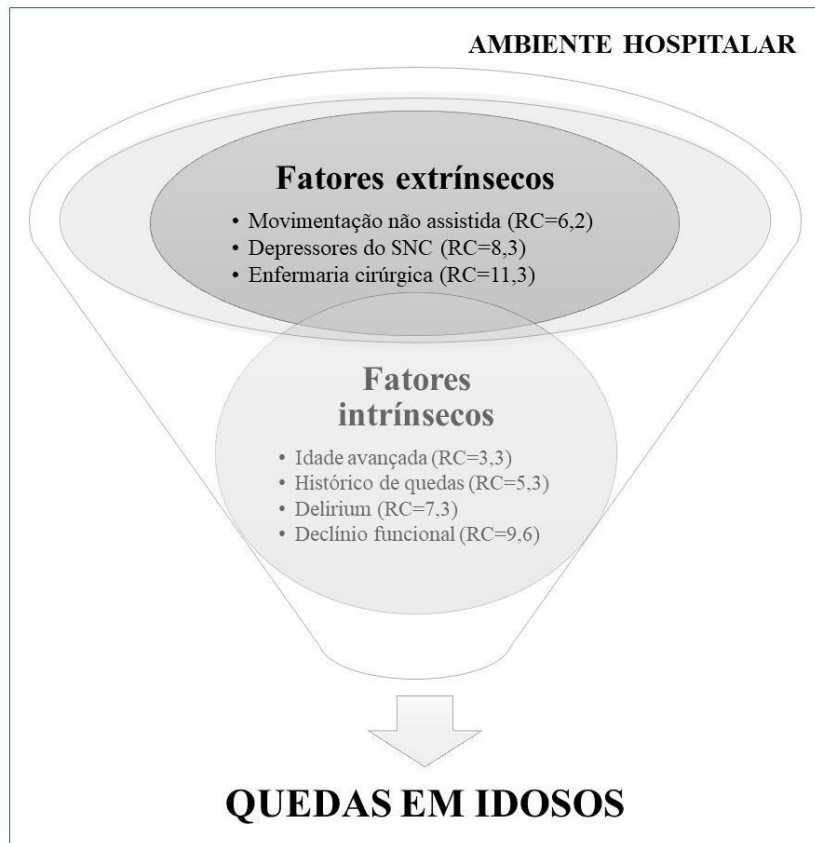 AMBIENTE HOSPITALAR
Fatores extrínsecos
• Movimentação não assistida (RC=6,2)
• Depressores do SNC (RC=8,3)
• Enfermaria cirúrgica (RC=11,3)
Fatores
intrínsecos
• Idade avançada (RC=3,3)
• Histórico de quedas (RC=5,3)
• Delirium (RC=7,3)
• Declínio funcional (RC=9,6)
QUEDAS EM IDOSOS